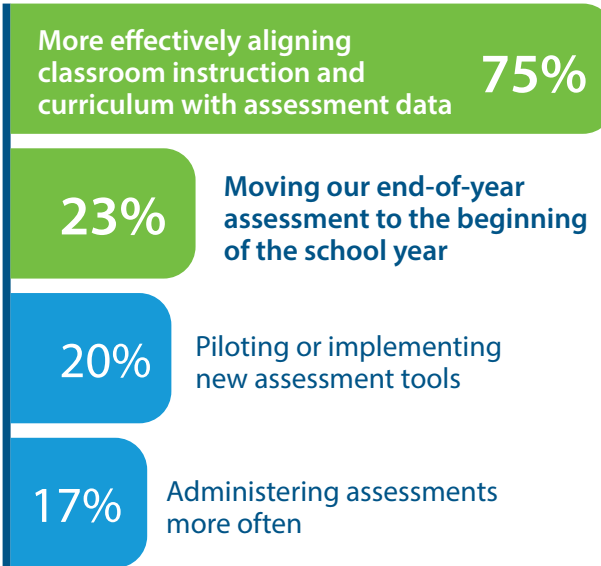 More effectively aligning
classroom instruction and
curriculum with assessment data
75%
23%
Moving our end-of-year
assessment to the beginning
of the school year
20%
Piloting or implementing
new assessment tools
17%
Administering assessments
more often